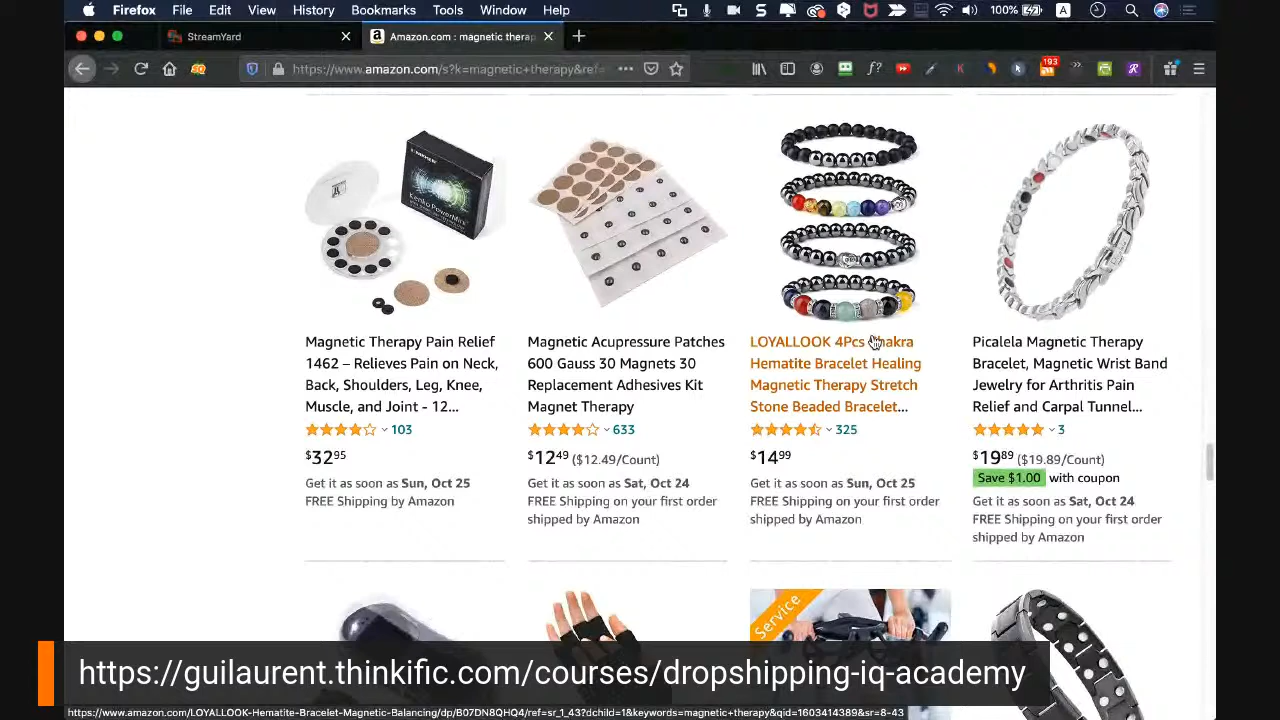 Firefox File Edit View History Bookmarks Tools Window Help 100%
StreamYard
Amazon.com : magnetic therap
https://www.amazon.com/s?k=magnetic+therapy&ref=
193
Magnetic Therapy Pain Relief
1462 – Relieves Pain on Neck,
Back, Shoulders, Leg, Knee,
Muscle, and Joint - 12...
103
$32 95
Get it as soon as Sun, Oct 25
FREE Shipping by Amazon
Magnetic Acupressure Patches
600 Gauss 30 Magnets 30
Replacement Adhesives Kit
Magnet Therapy
633
$12 49 ($12.49/Count)
Get it as soon as Sat, Oct 24
FREE Shipping on your first order
shipped by Amazon
LOYALLOOK 4Pcs Chakra
Hematite Bracelet Healing
Magnetic Therapy Stretch
Stone Beaded Bracelet...
325
$14 99
Get it as soon as Sun, Oct 25
FREE Shipping on your first order
shipped by Amazon
Picalela Magnetic Therapy
Bracelet, Magnetic Wrist Band
Jewelry for Arthritis Pain
Relief and Carpal Tunnel...
3
$19 89 ($19.89/Count)
Save $1.00 with coupon
Get it as soon as Sat, Oct 24
FREE Shipping on your first order
shipped by Amazon
Service
https://guilaurent.thinkific.com/courses/dropshipping-iq-academy
https://www.amazon.com/LOYALLOOK-Hematite-Bracelet-Magnetic-Balancing/dp/B07DN8QHQ4/ref=sr_1_43?dchild=1&keywords=magnetic+therapy&qid=1603414389&sr=8-43